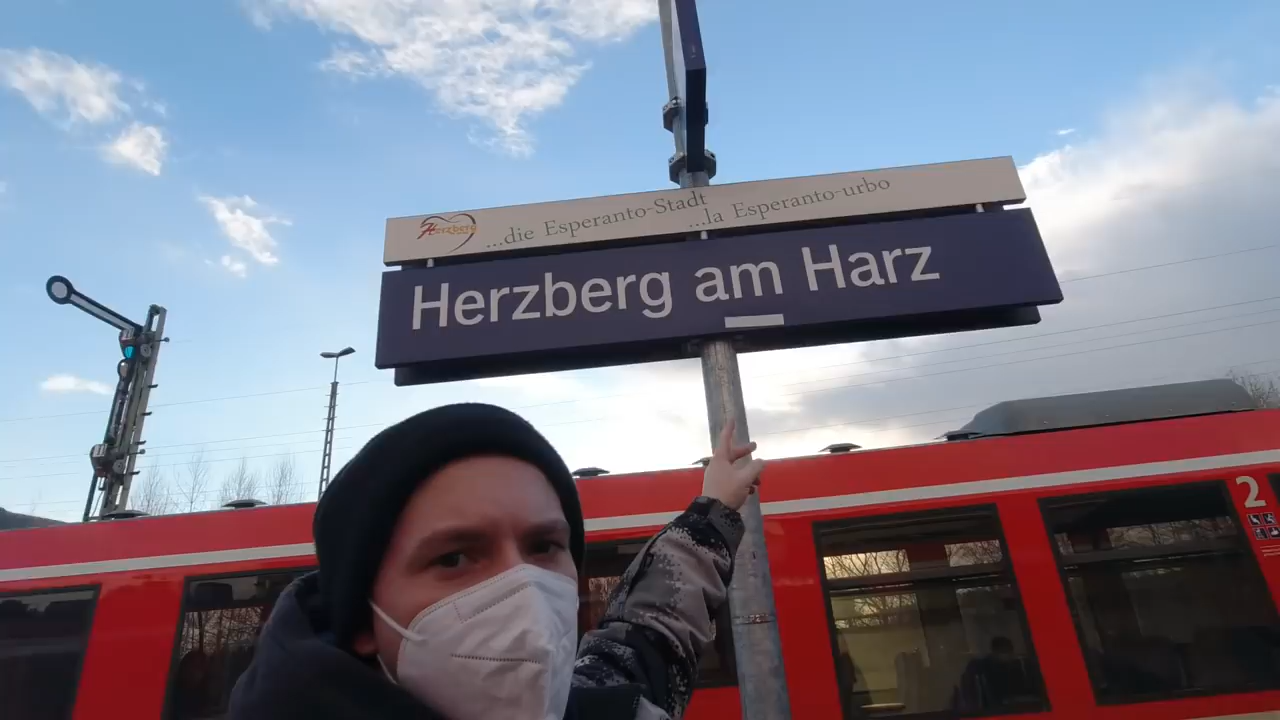 Herzberg
...die Esperanto-Stadt
...la Esperanto-urbo
Herzberg am Harz
2